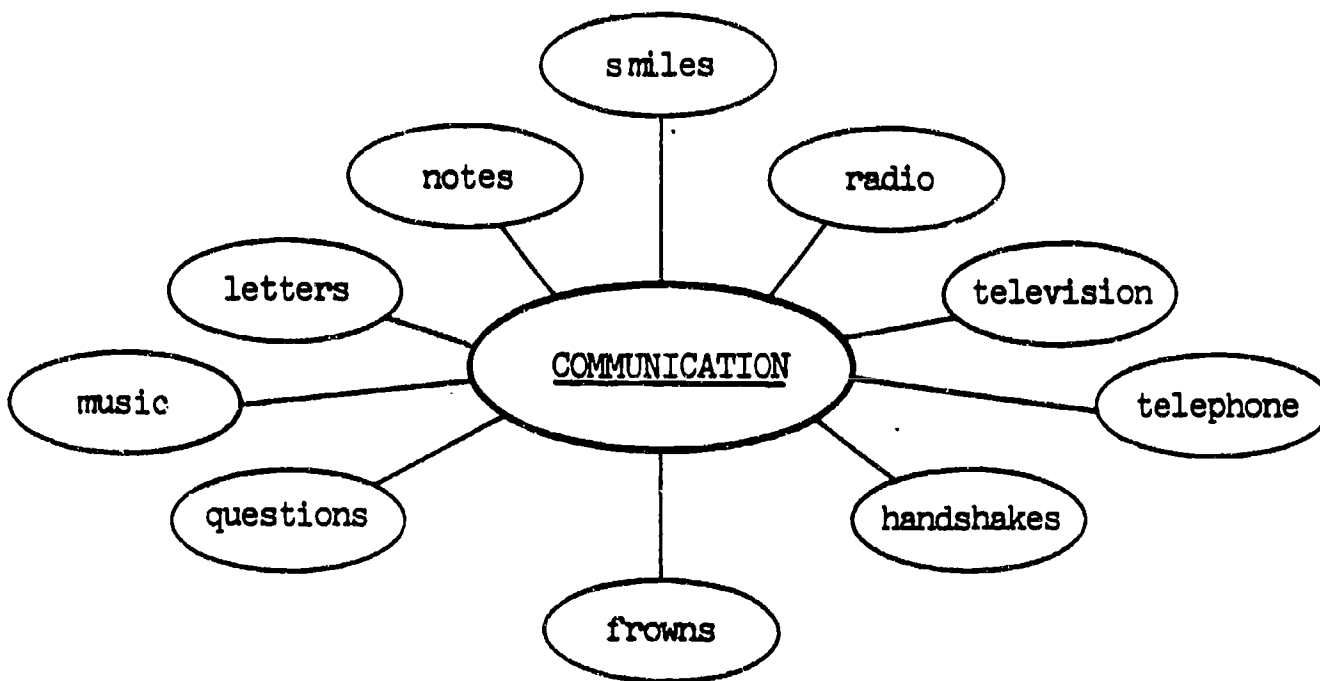 smiles
notes
radio
letters
television
COMMUNICATION
music
telephone
questions
handshakes
frowns